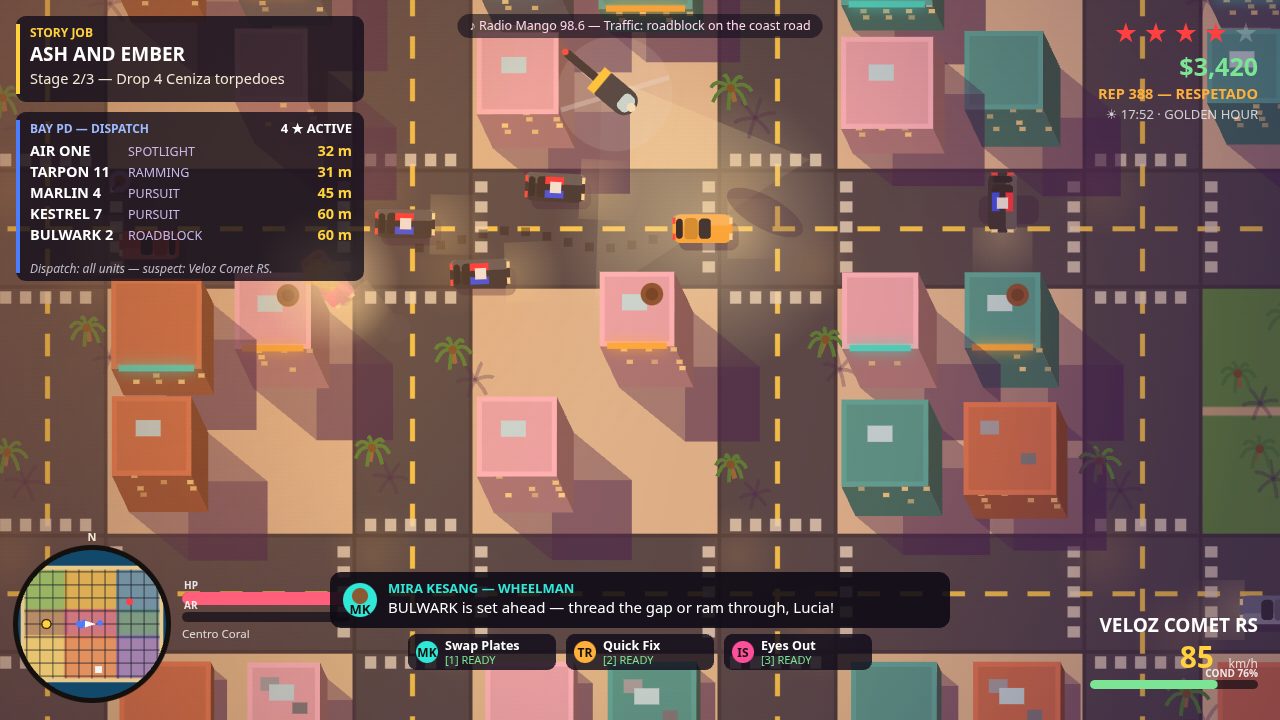 STORY JOB
ASH AND EMBER
Stage 2/3 — Drop 4 Ceniza torpedoes
♪ Radio Mango 98.6 — Traffic: roadblock on the coast road
★ ★ ★ ★ ★
$3,420
REP 388 — RESPETADO
☀ 17:52 · GOLDEN HOUR
BAY PD — DISPATCH 4 ★ ACTIVE
AIR ONE SPOTLIGHT 32 m
TARPON 11 RAMMING 31 m
MARLIN 4 PURSUIT 45 m
KESTREL 7 PURSUIT 60 m
BULWARK 2 ROADBLOCK 60 m
Dispatch: all units — suspect: Veloz Comet RS.
N
HP
AR
Centro Coral
MK
MIRA KESANG — WHEELMAN
BULWARK is set ahead — thread the gap or ram through, Lucia!
MK Swap Plates
[1] READY
TR Quick Fix
[2] READY
IS Eyes Out
[3] READY
VELOZ COMET RS
85 km/h
COND 76%